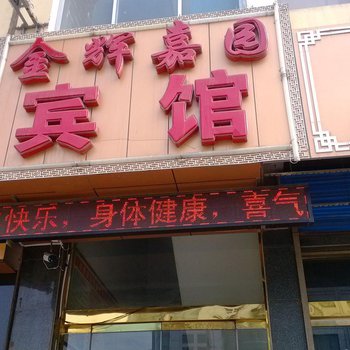 金辉嘉园
宾馆
快乐，身体健康，喜气